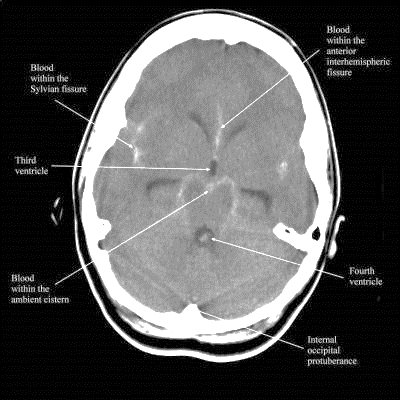 Blood
within the
anterior
interhemispheric
fissure
Blood
within the
Sylvian fissure
Third
ventricle
Blood
within the
ambient cistern
Fourth
ventricle
Internal
occipital
protuberance